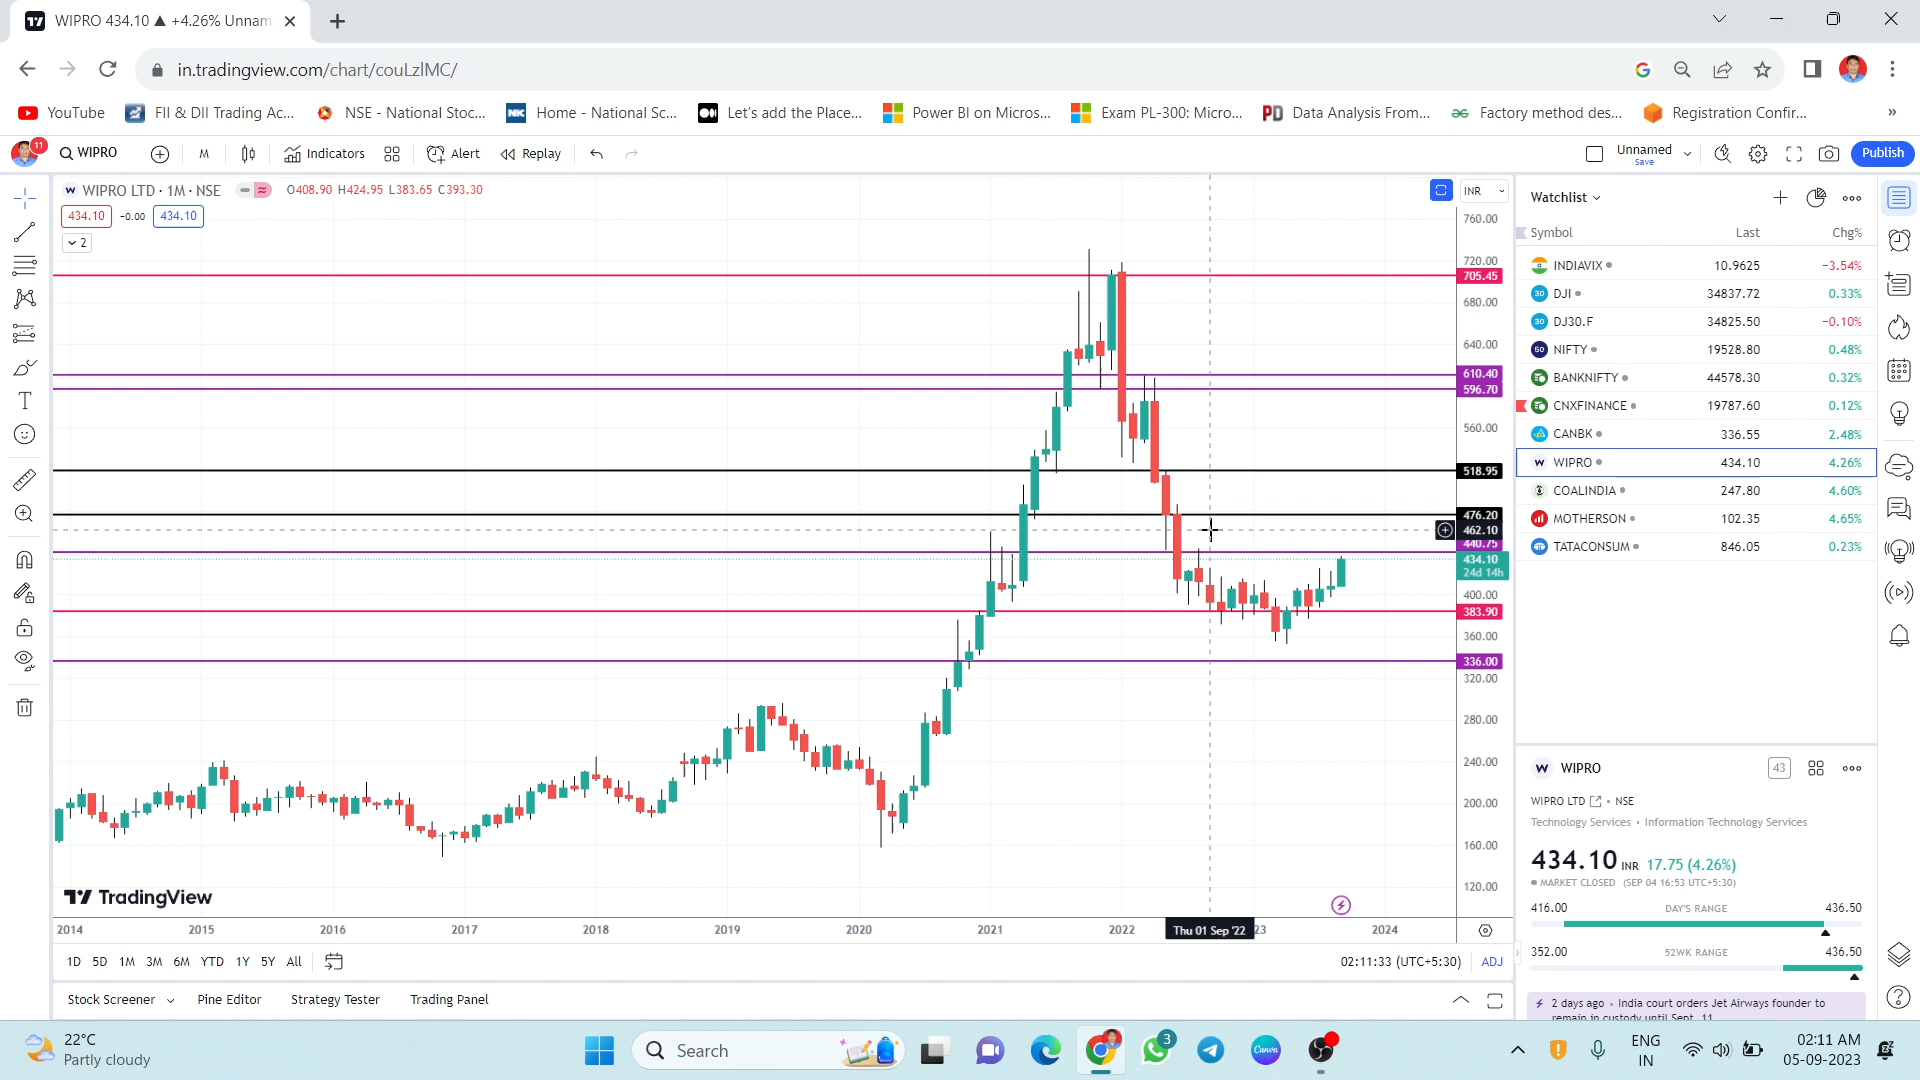 WIPRO 434.10 ▲ +4.26% Unnam
in.tradingview.com/chart/couLzIMC/
YouTube
FII & DII Trading Ac...
NSE - National Stoc...
Home - National Sc...
Let's add the Place...
Power BI on Micros...
Exam PL-300: Micro...
Data Analysis From...
Factory method des...
Registration Confir...
11
WIPRO
M
Indicators
Alert
Replay
Unnamed
Save
Publish
WIPRO LTD · 1M · NSE
O408.90 H424.95 L383.65 C393.30
INR
434.10
-0.00
434.10
2
760.00
720.00
705.45
680.00
640.00
610.40
596.70
560.00
518.95
476.20
462.10
440.75
434.10
24d 14h
400.00
383.90
360.00
336.00
320.00
280.00
240.00
200.00
160.00
120.00
TradingView
2014
2015
2016
2017
2018
2019
2020
2021
2022
Thu 01 Sep '22
23
2024
1D 5D 1M 3M 6M YTD 1Y 5Y All
02:11:33 (UTC+5:30)
ADJ
Stock Screener
Pine Editor
Strategy Tester
Trading Panel
Watchlist
Symbol Last Chg%
INDIAVIX 10.9625 −3.54%
30 DJI 34837.72 0.33%
30 DJ30.F 34825.50 −0.10%
50 NIFTY 19528.80 0.48%
BANKNIFTY 44578.30 0.32%
CNXFINANCE 19787.60 0.12%
CANBK 336.55 2.48%
WIPRO 434.10 4.26%
COALINDIA 247.80 4.60%
MOTHERSON 102.35 4.65%
TATACONSUM 846.05 0.23%
WIPRO
43
WIPRO LTD • NSE
Technology Services • Information Technology Services
434.10 INR 17.75 (4.26%)
MARKET CLOSED (SEP 04 16:53 UTC+5:30)
416.00 DAY'S RANGE 436.50
352.00 52WK RANGE 436.50
2 days ago • India court orders Jet Airways founder to
remain in custody until Sept. 11
22°C
Partly cloudy
Search
3
Canva
ENG
IN
02:11 AM
05-09-2023